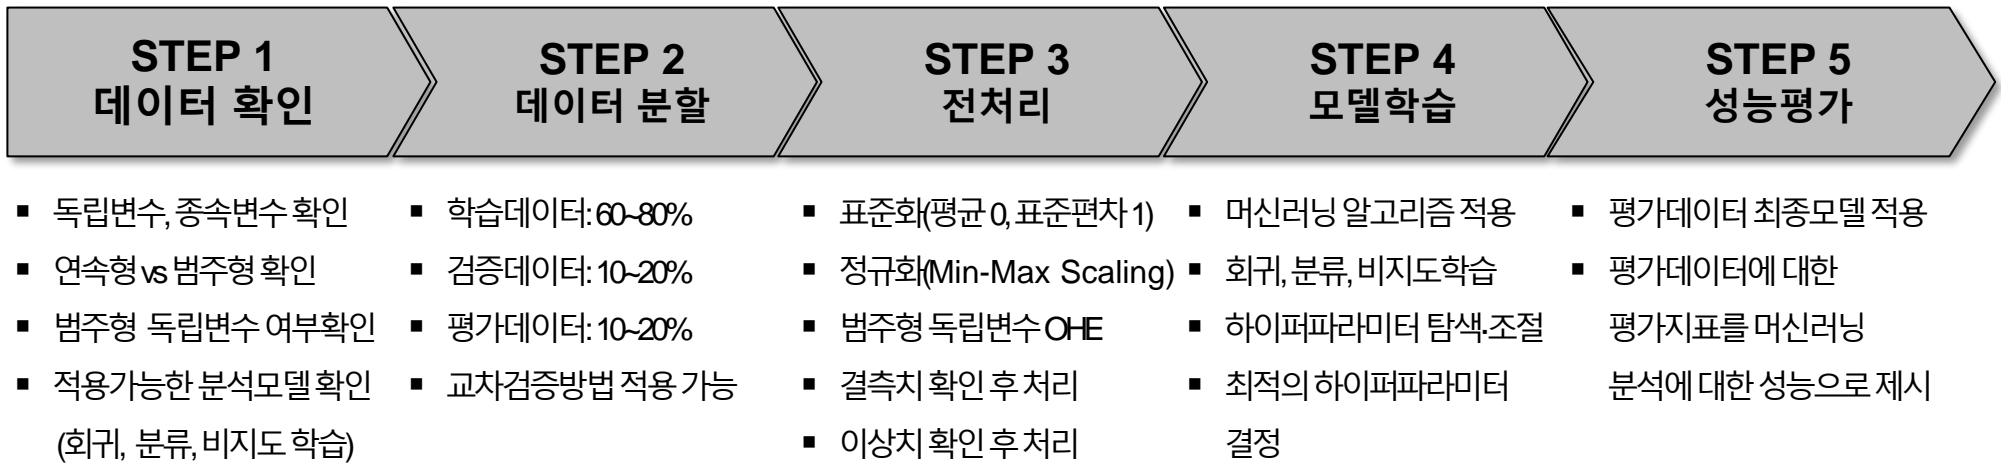 STEP 1
데이터 확인
STEP 2
데이터 분할
STEP 3
전처리
STEP 4
모델학습
STEP 5
성능평가
▪ 독립변수, 종속변수 확인
▪ 연속형 vs 범주형 확인
▪ 범주형 독립변수 여부확인
▪ 적용가능한 분석모델 확인
(회귀, 분류, 비지도 학습)
▪ 학습데이터: 60~80%
▪ 검증데이터: 10~20%
▪ 평가데이터: 10~20%
▪ 교차검증방법 적용 가능
▪ 표준화(평균 0, 표준편차 1)
▪ 정규화(Min-Max Scaling)
▪ 범주형 독립변수 OHE
▪ 결측치 확인 후 처리
▪ 이상치 확인 후 처리
▪ 머신러닝 알고리즘 적용
▪ 회귀, 분류, 비지도학습
▪ 하이퍼파라미터 탐색·조절
▪ 최적의 하이퍼파라미터
결정
▪ 평가데이터 최종모델 적용
▪ 평가데이터에 대한
평가지표를 머신러닝
분석에 대한 성능으로 제시